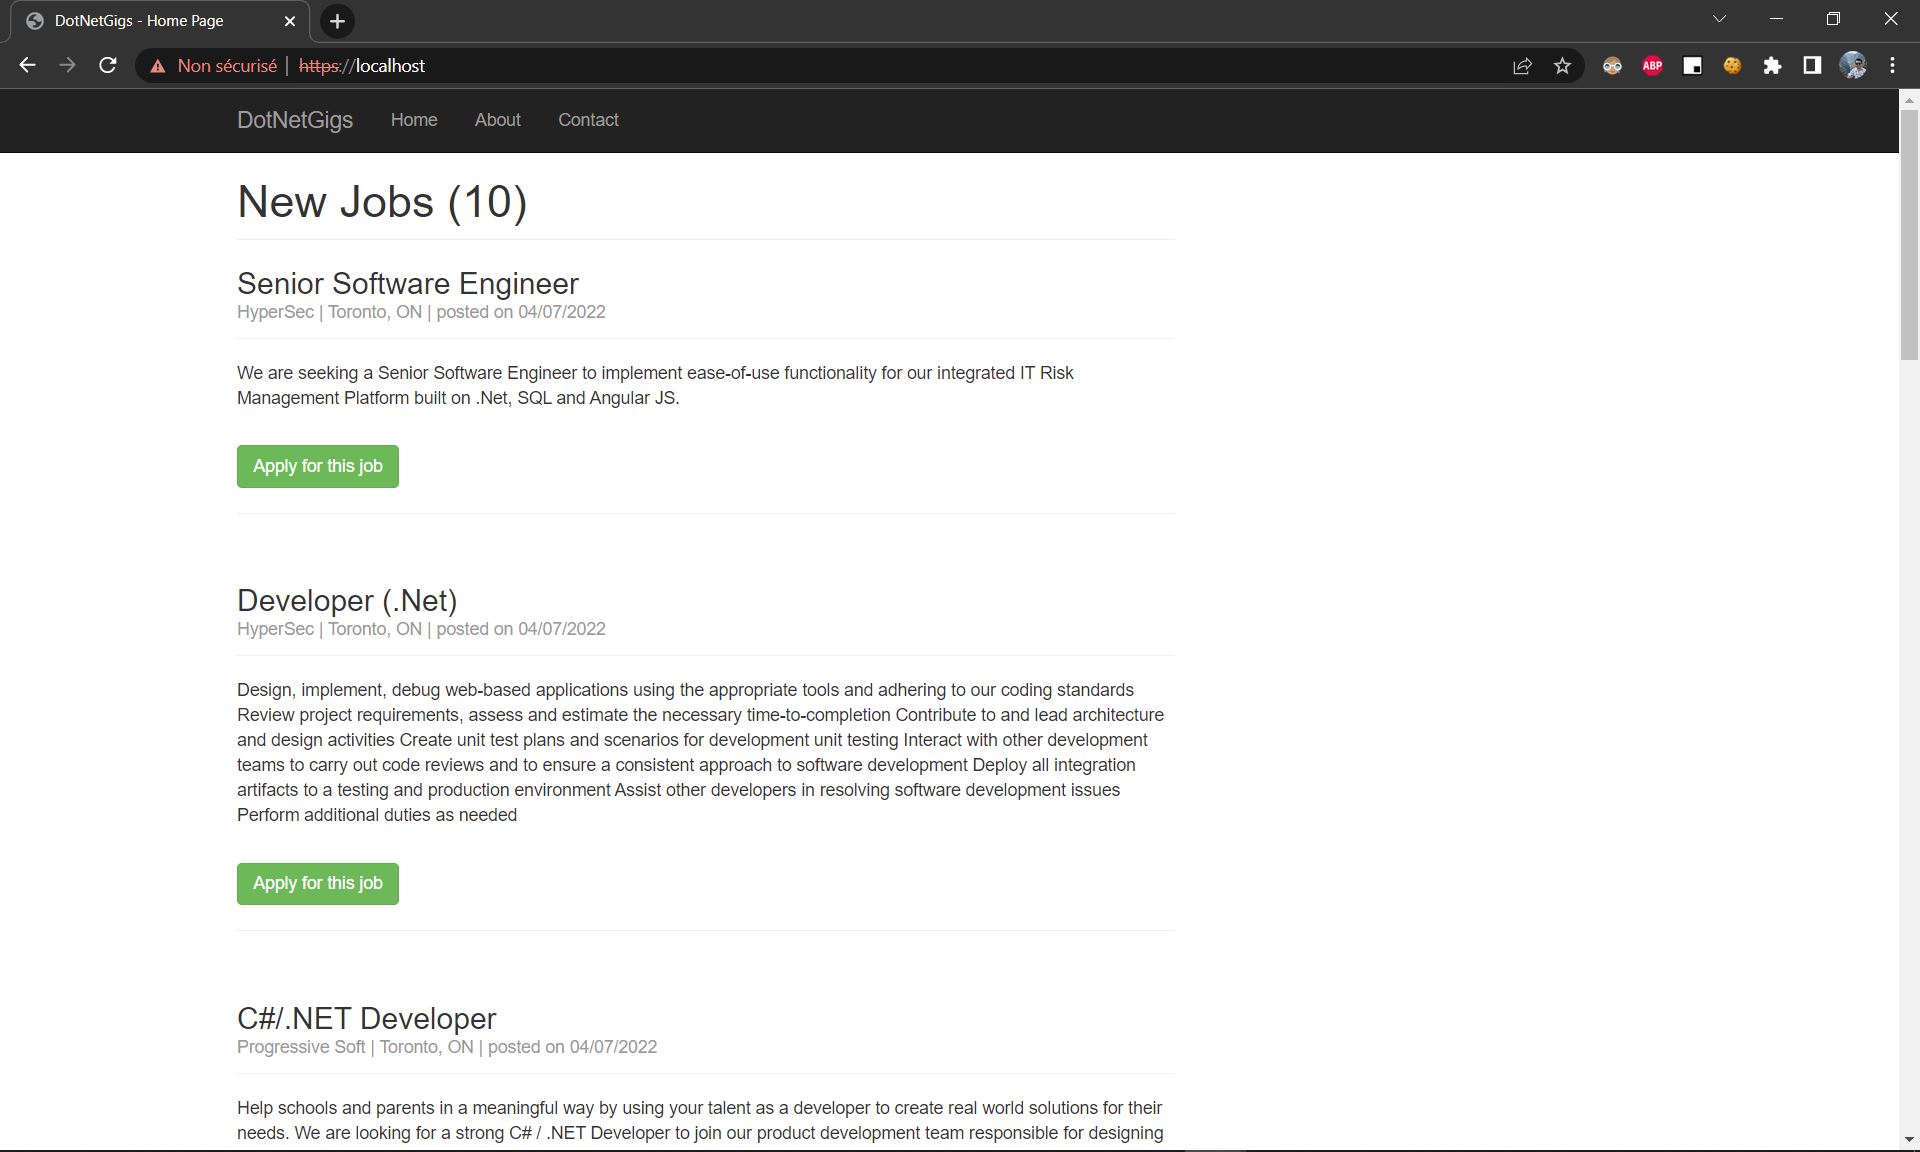 DotNetGigs - Home Page
Non sécurisé | https://localhost
ABP
DotNetGigs Home About Contact
New Jobs (10)
Senior Software Engineer
HyperSec | Toronto, ON | posted on 04/07/2022
We are seeking a Senior Software Engineer to implement ease-of-use functionality for our integrated IT Risk
Management Platform built on .Net, SQL and Angular JS.
Apply for this job
Developer (.Net)
HyperSec | Toronto, ON | posted on 04/07/2022
Design, implement, debug web-based applications using the appropriate tools and adhering to our coding standards
Review project requirements, assess and estimate the necessary time-to-completion Contribute to and lead architecture
and design activities Create unit test plans and scenarios for development unit testing Interact with other development
teams to carry out code reviews and to ensure a consistent approach to software development Deploy all integration
artifacts to a testing and production environment Assist other developers in resolving software development issues
Perform additional duties as needed
Apply for this job
C#/.NET Developer
Progressive Soft | Toronto, ON | posted on 04/07/2022
Help schools and parents in a meaningful way by using your talent as a developer to create real world solutions for their
needs. We are looking for a strong C# / .NET Developer to join our product development team responsible for designing